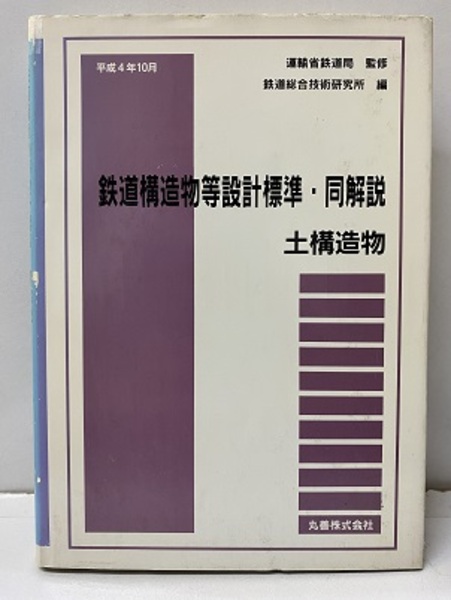 平成4年10月
運輸省鉄道局 監修
鉄道総合技術研究所 編
鉄道構造物等設計標準・同解説
土構造物
丸善株式会社